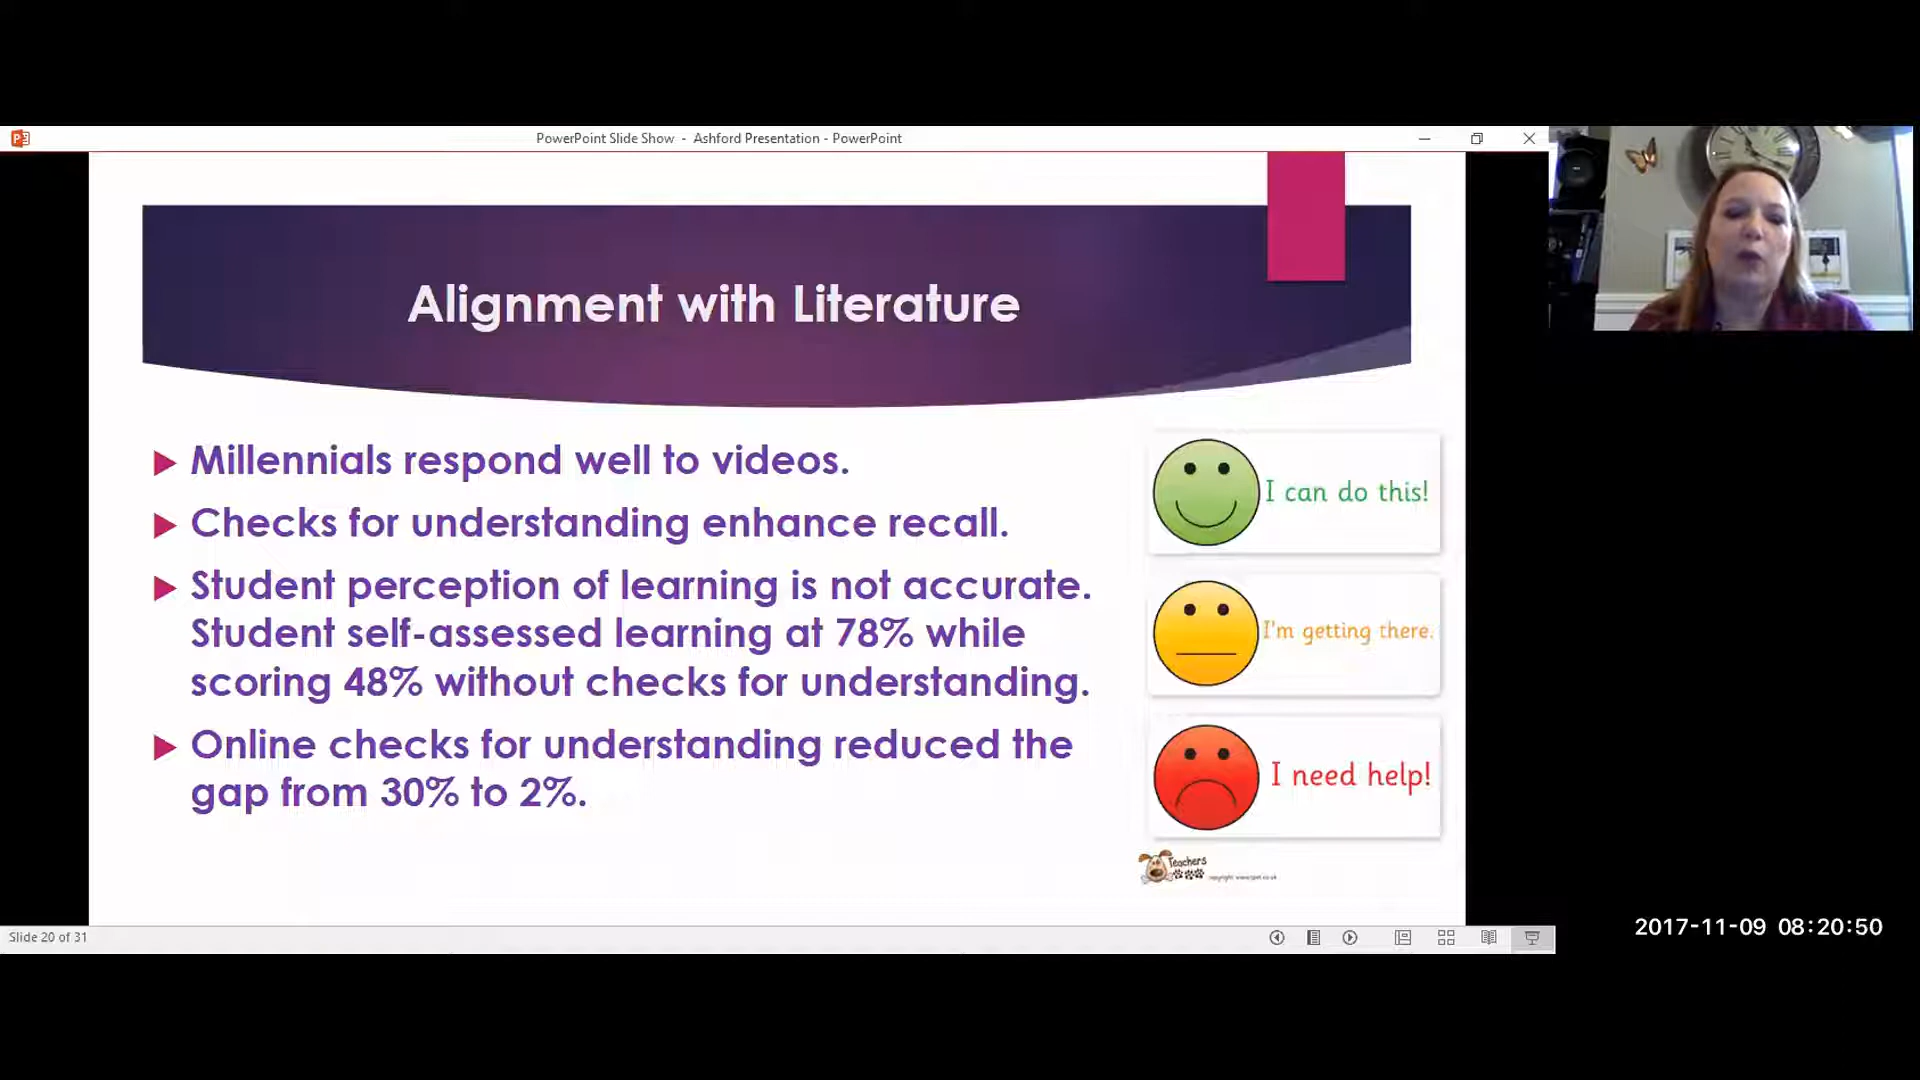 PowerPoint Slide Show - Ashford Presentation - PowerPoint
Alignment with Literature
Millennials respond well to videos.
Checks for understanding enhance recall.
Student perception of learning is not accurate.
Student self-assessed learning at 78% while
scoring 48% without checks for understanding.
Online checks for understanding reduced the
gap from 30% to 2%.
I can do this!
I'm getting there.
I need help!
Teachers
Slide 20 of 31
2017-11-09 08:20:50